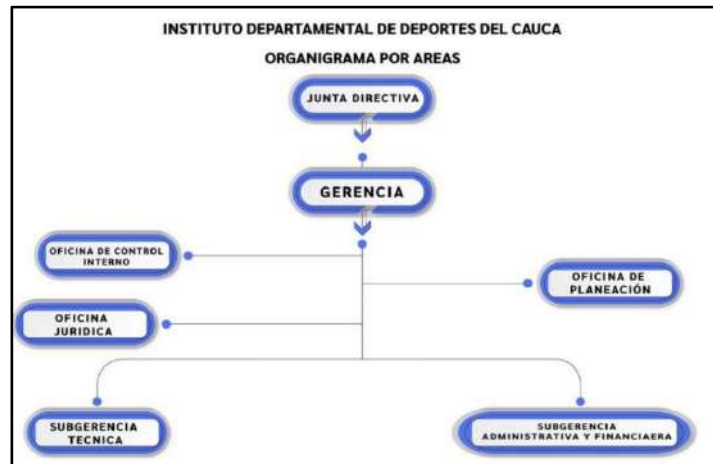 INSTITUTO DEPARTAMENTAL DE DEPORTES DEL CAUCA
ORGANIGRAMA POR AREAS
JUNTA DIRECTIVA
GERENCIA
OFICINA DE CONTROL
INTERNO
OFICINA DE
PLANEACIÓN
OFICINA
JURIDICA
SUBGERENCIA
TECNICA
SUBGERENCIA
ADMINISTRATIVA Y FINANCIAERA